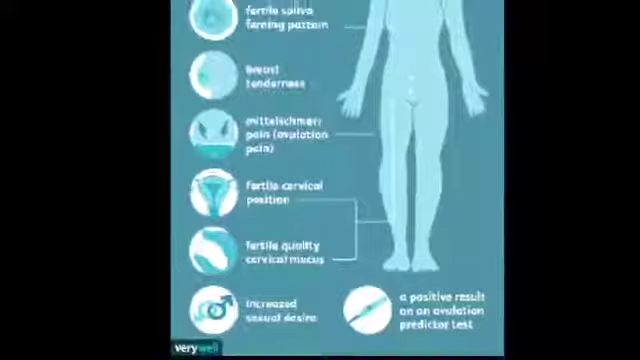 fertile saliva
ferning pattern
breast
tenderness
mittelschmerz
pain (ovulation
pain)
fertile cervical
position
fertile quality
cervical mucus
increased
sexual desire
a positive result
on an ovulation
predictor test
verywell